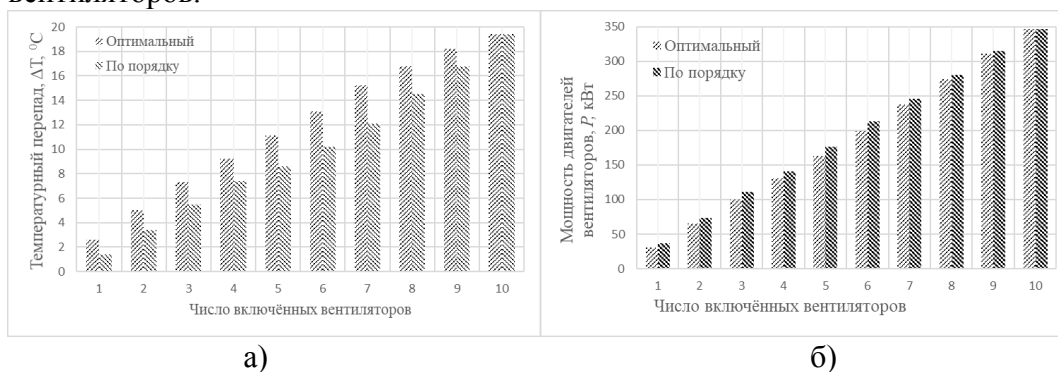 вентиляторов.
20
18
16
14
12
10
8
6
4
2
0
Температурный перепад, ΔT, ⁰C
Оптимальный
По порядку
1 2 3 4 5 6 7 8 9 10
Число включённых вентиляторов
а)
350
300
250
200
150
100
50
0
Мощность двигателей
вентиляторов, P, кВт
Оптимальный
По порядку
1 2 3 4 5 6 7 8 9 10
Число включённых вентиляторов
б)